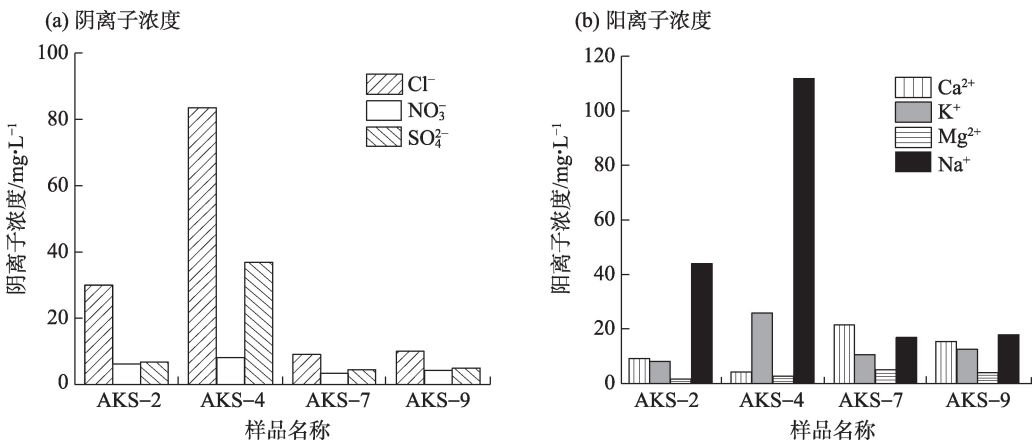 (a) 阴离子浓度
阴离子浓度/mg•L⁻¹
100
80
60
40
20
0
Cl⁻
NO₃⁻
SO₄²⁻
AKS–2 AKS–4 AKS–7 AKS–9
样品名称
(b) 阳离子浓度
阳离子浓度/mg•L⁻¹
120
100
80
60
40
20
0
Ca²⁺
K⁺
Mg²⁺
Na⁺
AKS–2 AKS–4 AKS–7 AKS–9
样品名称